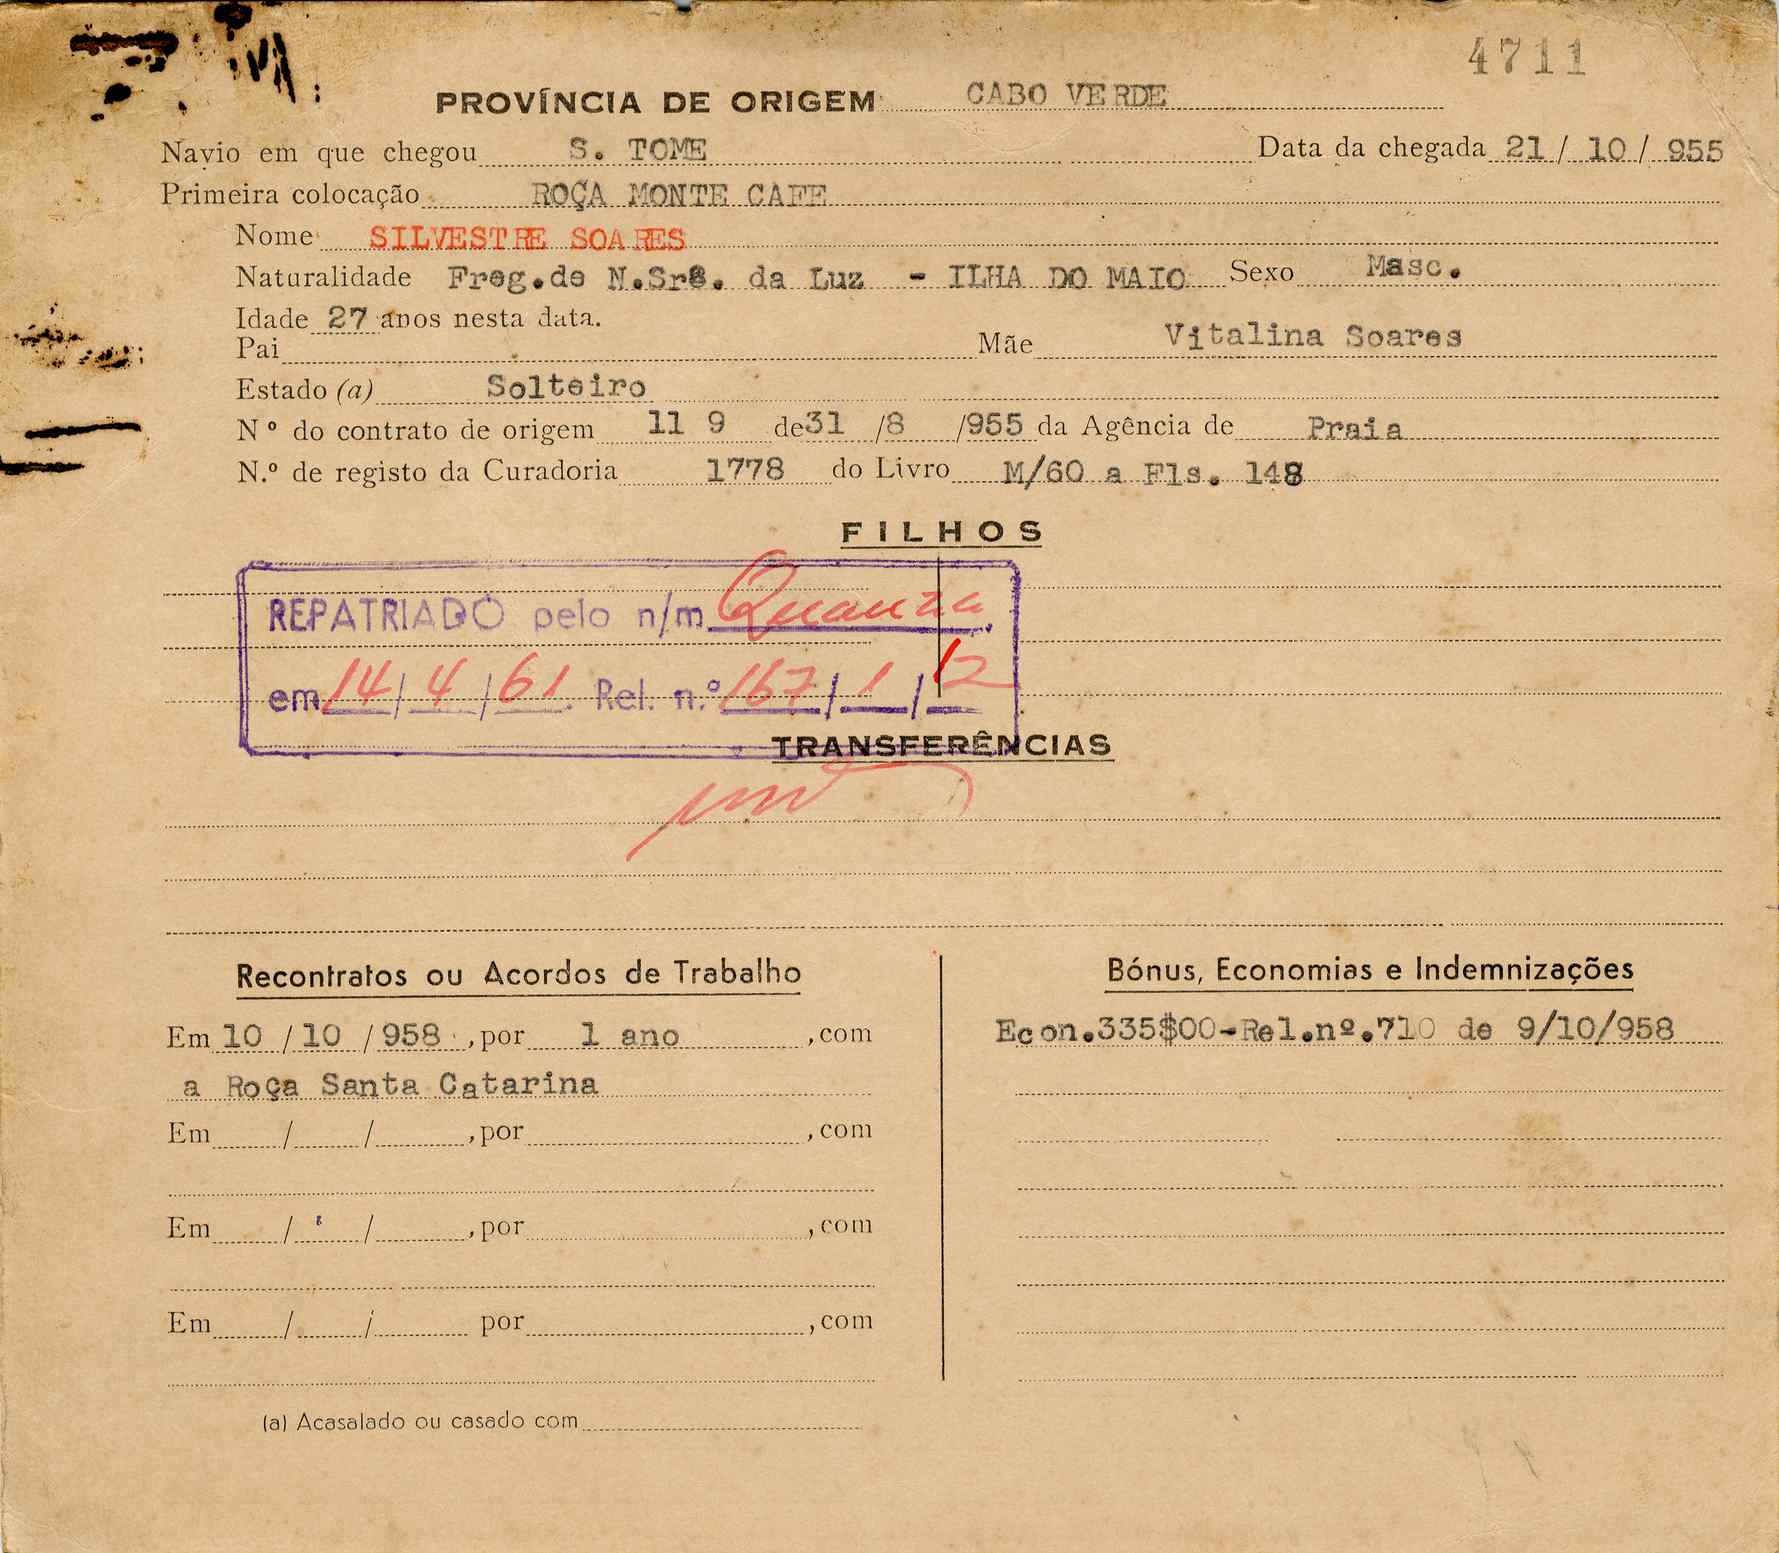 4711
PROVÍNCIA DE ORIGEM CABO VERDE
Navio em que chegou S. TOME Data da chegada 21 / 10 / 955
Primeira colocação ROÇA MONTE CAFE
Nome SILVESTRE SOARES
Naturalidade Freg.de N.Srª. da Luz - ILHA DO MAIO Sexo Masc.
Idade 27 anos nesta data.
Pai Mãe Vitalina Soares
Estado (a) Solteiro
Nº do contrato de origem 11 9 de 31 /8 /955 da Agência de Praia
N.º de registo da Curadoria 1778 do Livro M/60 a Fls. 148
FILHOS
REPATRIADO pelo n/m Quanza
em 14/4/61. Rel. n.º 167/1/12
TRANSFERÊNCIAS
Recontratos ou Acordos de Trabalho
Bónus, Economias e Indemnizações
Em 10 / 10 / 958 , por 1 ano , com
Econ.335$00-Rel.nº.710 de 9/10/958
a Roça Santa Catarina
Em / / , por , com
Em / / , por , com
Em / / por , com
(a) Acasalado ou casado com